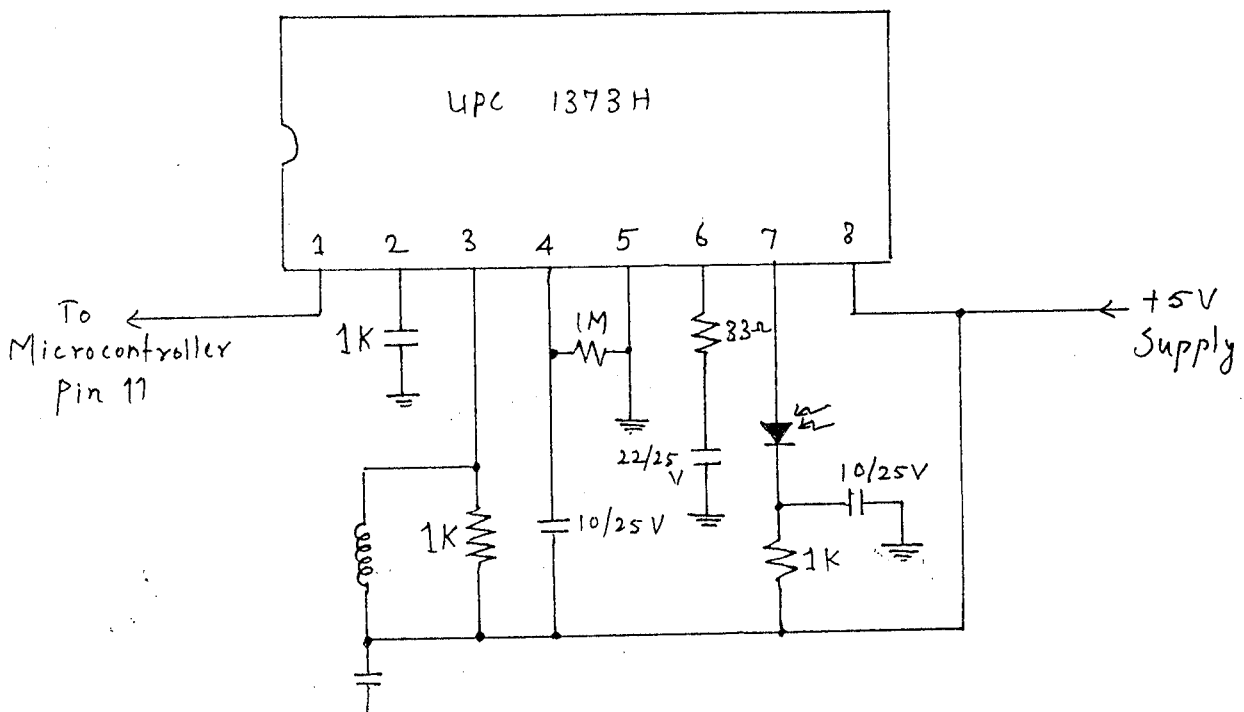 UPC 1373H
1 2 3 4 5 6 7 8
To
Microcontroller
Pin 11
1K
1M
33Ω
+5V
Supply
22/25
V
10/25V
1K
10/25V
1K